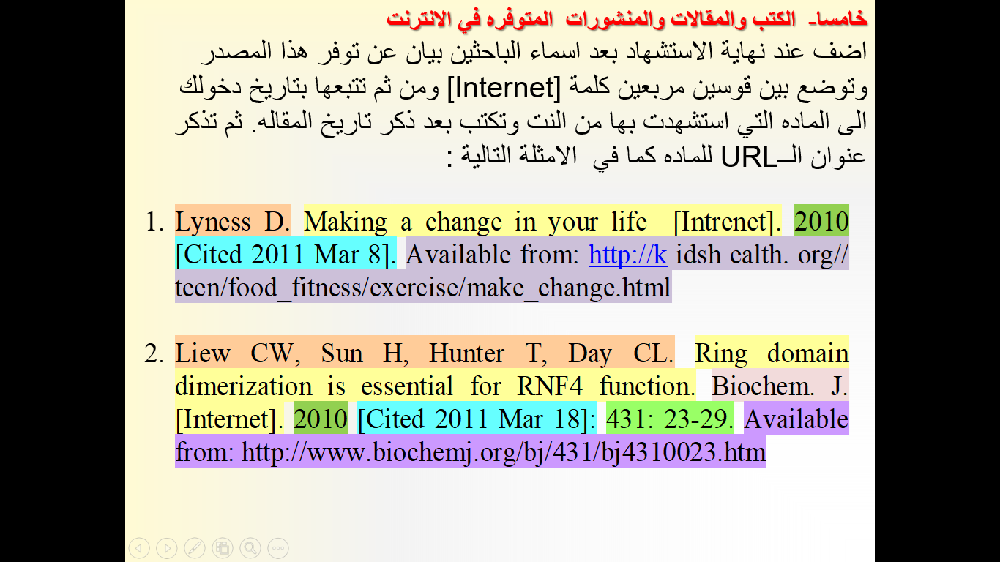 خامسا- الكتب والمقالات والمنشورات المتوفره في الانترنت
اضف عند نهاية الاستشهاد بعد اسماء الباحثين بيان عن توفر هذا المصدر
وتوضع بين قوسين مربعين كلمة [Internet] ومن ثم تتبعها بتاريخ دخولك
الى الماده التي استشهدت بها من النت وتكتب بعد ذكر تاريخ المقاله. ثم تذكر
عنوان الــURL للماده كما في الامثلة التالية :
1. Lyness D. Making a change in your life [Intrenet]. 2010
[Cited 2011 Mar 8]. Available from: http://k idsh ealth. org//
teen/food_fitness/exercise/make_change.html
2. Liew CW, Sun H, Hunter T, Day CL. Ring domain
dimerization is essential for RNF4 function. Biochem. J.
[Internet]. 2010 [Cited 2011 Mar 18]: 431: 23-29. Available
from: http://www.biochemj.org/bj/431/bj4310023.htm